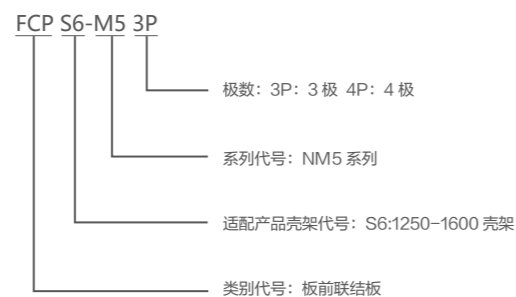 FCP S6-M5 3P
极数：3P：3 极 4P：4 极
系列代号：NM5 系列
适配产品壳架代号：S6:1250-1600 壳架
类别代号：板前联结板